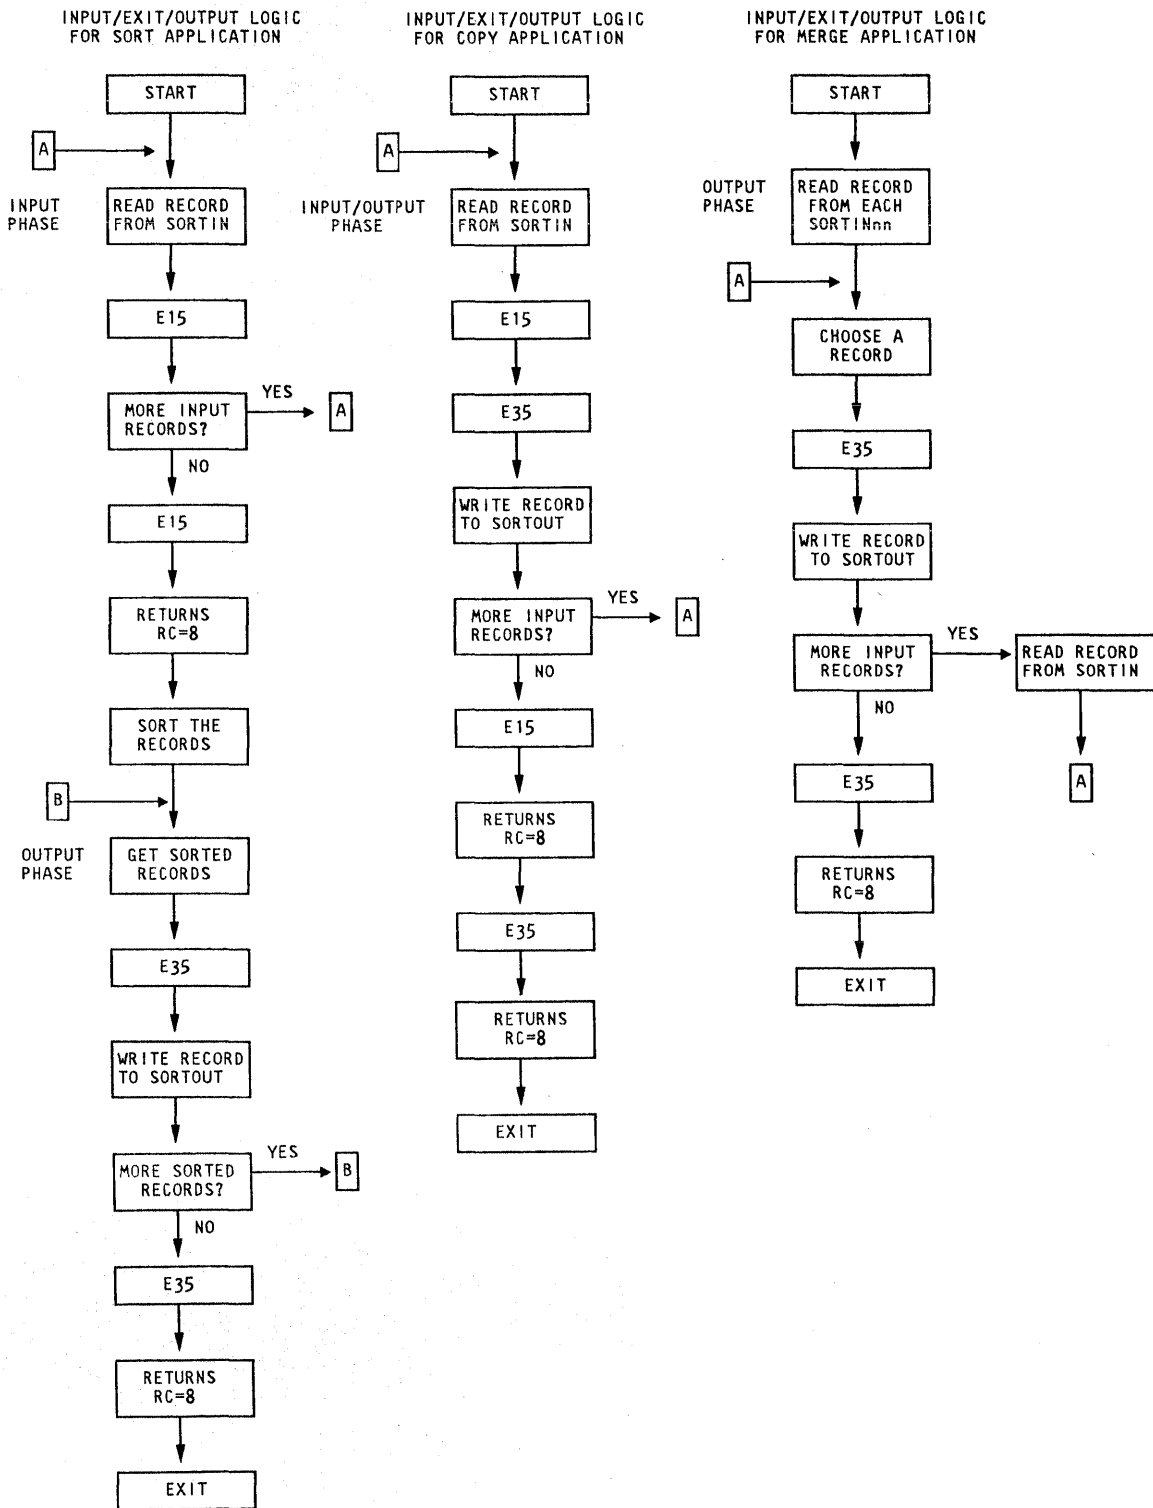 INPUT/EXIT/OUTPUT LOGIC
FOR SORT APPLICATION
START
A
INPUT
PHASE
READ RECORD
FROM SORTIN
E15
MORE INPUT
RECORDS?
YES
A
NO
E15
RETURNS
RC=8
SORT THE
RECORDS
B
OUTPUT
PHASE
GET SORTED
RECORDS
E35
WRITE RECORD
TO SORTOUT
MORE SORTED
RECORDS?
YES
B
NO
E35
RETURNS
RC=8
EXIT
INPUT/EXIT/OUTPUT LOGIC
FOR COPY APPLICATION
START
A
INPUT/OUTPUT
PHASE
READ RECORD
FROM SORTIN
E15
E35
WRITE RECORD
TO SORTOUT
MORE INPUT
RECORDS?
YES
A
NO
E15
RETURNS
RC=8
E35
RETURNS
RC=8
EXIT
INPUT/EXIT/OUTPUT LOGIC
FOR MERGE APPLICATION
START
OUTPUT
PHASE
READ RECORD
FROM EACH
SORTINnn
A
CHOOSE A
RECORD
E35
WRITE RECORD
TO SORTOUT
MORE INPUT
RECORDS?
YES
READ RECORD
FROM SORTIN
A
NO
E35
RETURNS
RC=8
EXIT